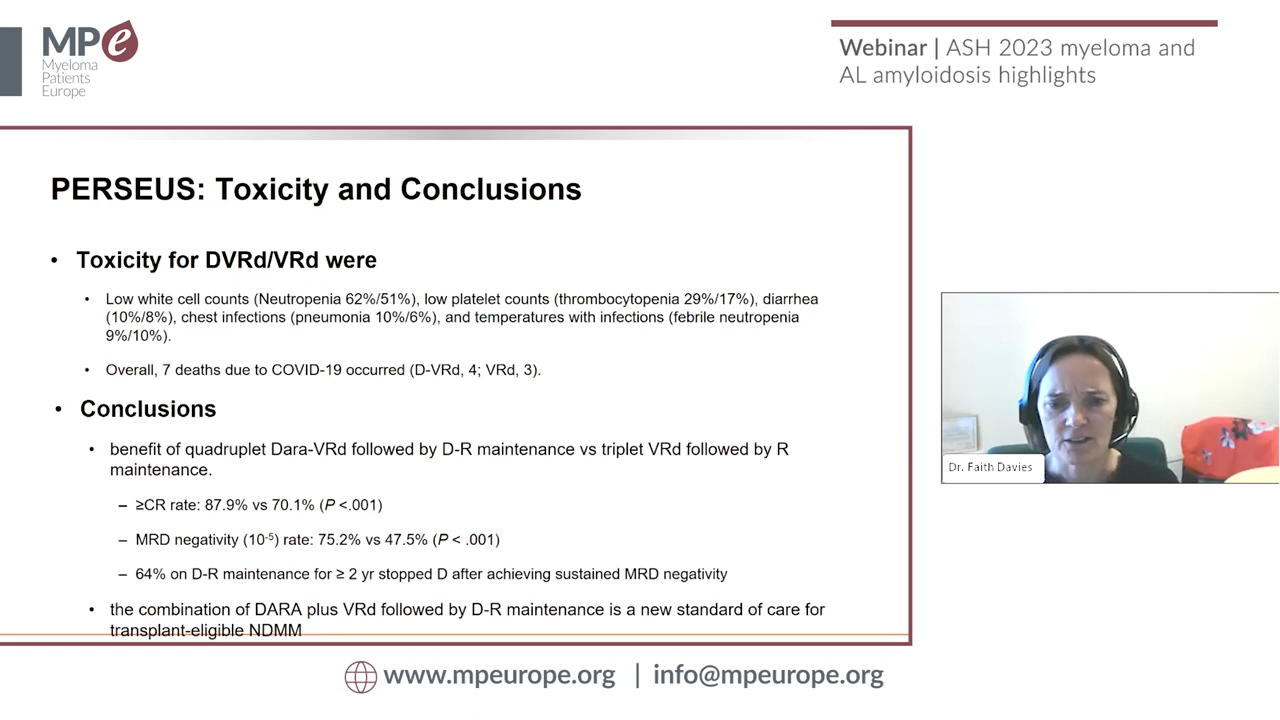 MPe
Myeloma
Patients
Europe
Webinar | ASH 2023 myeloma and
AL amyloidosis highlights
PERSEUS: Toxicity and Conclusions
• Toxicity for DVRd/VRd were
• Low white cell counts (Neutropenia 62%/51%), low platelet counts (thrombocytopenia 29%/17%), diarrhea
(10%/8%), chest infections (pneumonia 10%/6%), and temperatures with infections (febrile neutropenia
9%/10%).
• Overall, 7 deaths due to COVID-19 occurred (D-VRd, 4; VRd, 3).
• Conclusions
• benefit of quadruplet Dara-VRd followed by D-R maintenance vs triplet VRd followed by R
maintenance.
– ≥CR rate: 87.9% vs 70.1% (P <.001)
– MRD negativity (10⁻⁵) rate: 75.2% vs 47.5% (P < .001)
– 64% on D-R maintenance for ≥ 2 yr stopped D after achieving sustained MRD negativity
• the combination of DARA plus VRd followed by D-R maintenance is a new standard of care for
transplant-eligible NDMM
Dr. Faith Davies
www.mpeurope.org | info@mpeurope.org